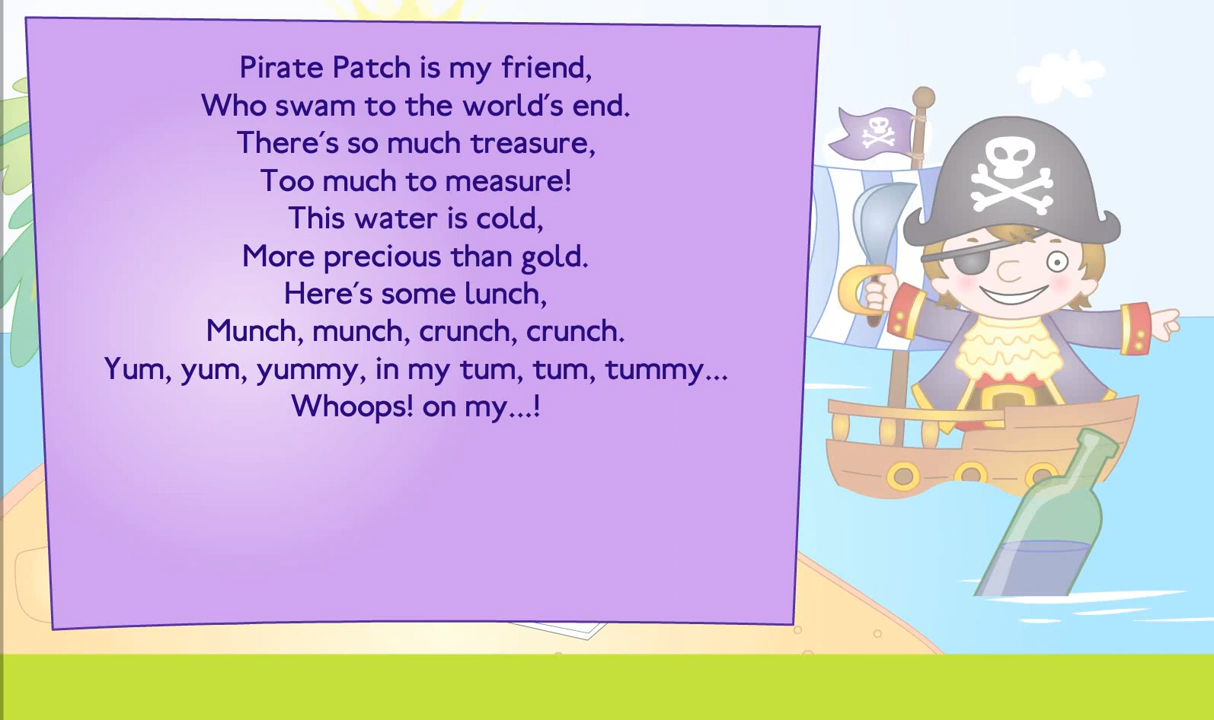 Pirate Patch is my friend,
Who swam to the world's end.
There's so much treasure,
Too much to measure!
This water is cold,
More precious than gold.
Here's some lunch,
Munch, munch, crunch, crunch.
Yum, yum, yummy, in my tum, tum, tummy...
Whoops! on my...!